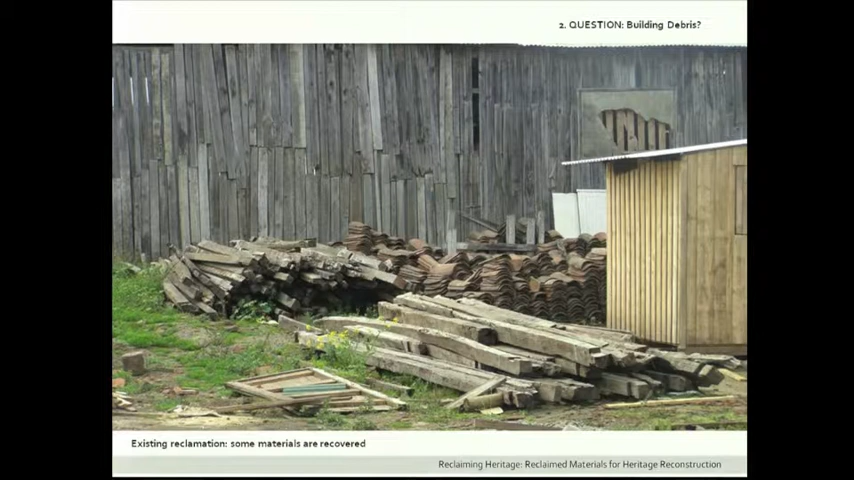 2. QUESTION: Building Debris?
Existing reclamation: some materials are recovered
Reclaiming Heritage: Reclaimed Materials for Heritage Reconstruction